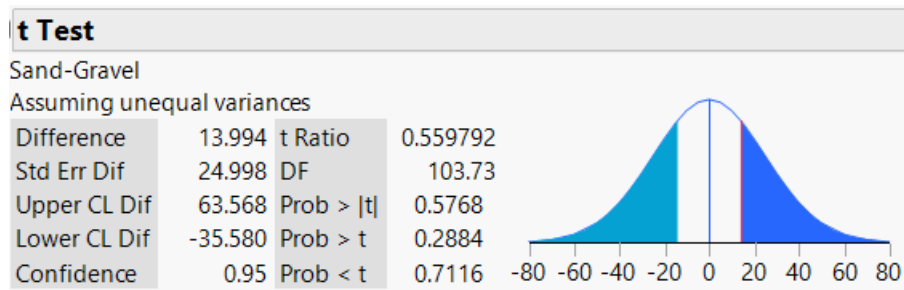 t Test
Sand-Gravel
Assuming unequal variances
Difference 13.994 t Ratio 0.559792
Std Err Dif 24.998 DF 103.73
Upper CL Dif 63.568 Prob > |t| 0.5768
Lower CL Dif -35.580 Prob > t 0.2884
Confidence 0.95 Prob < t 0.7116
-80 -60 -40 -20 0 20 40 60 80